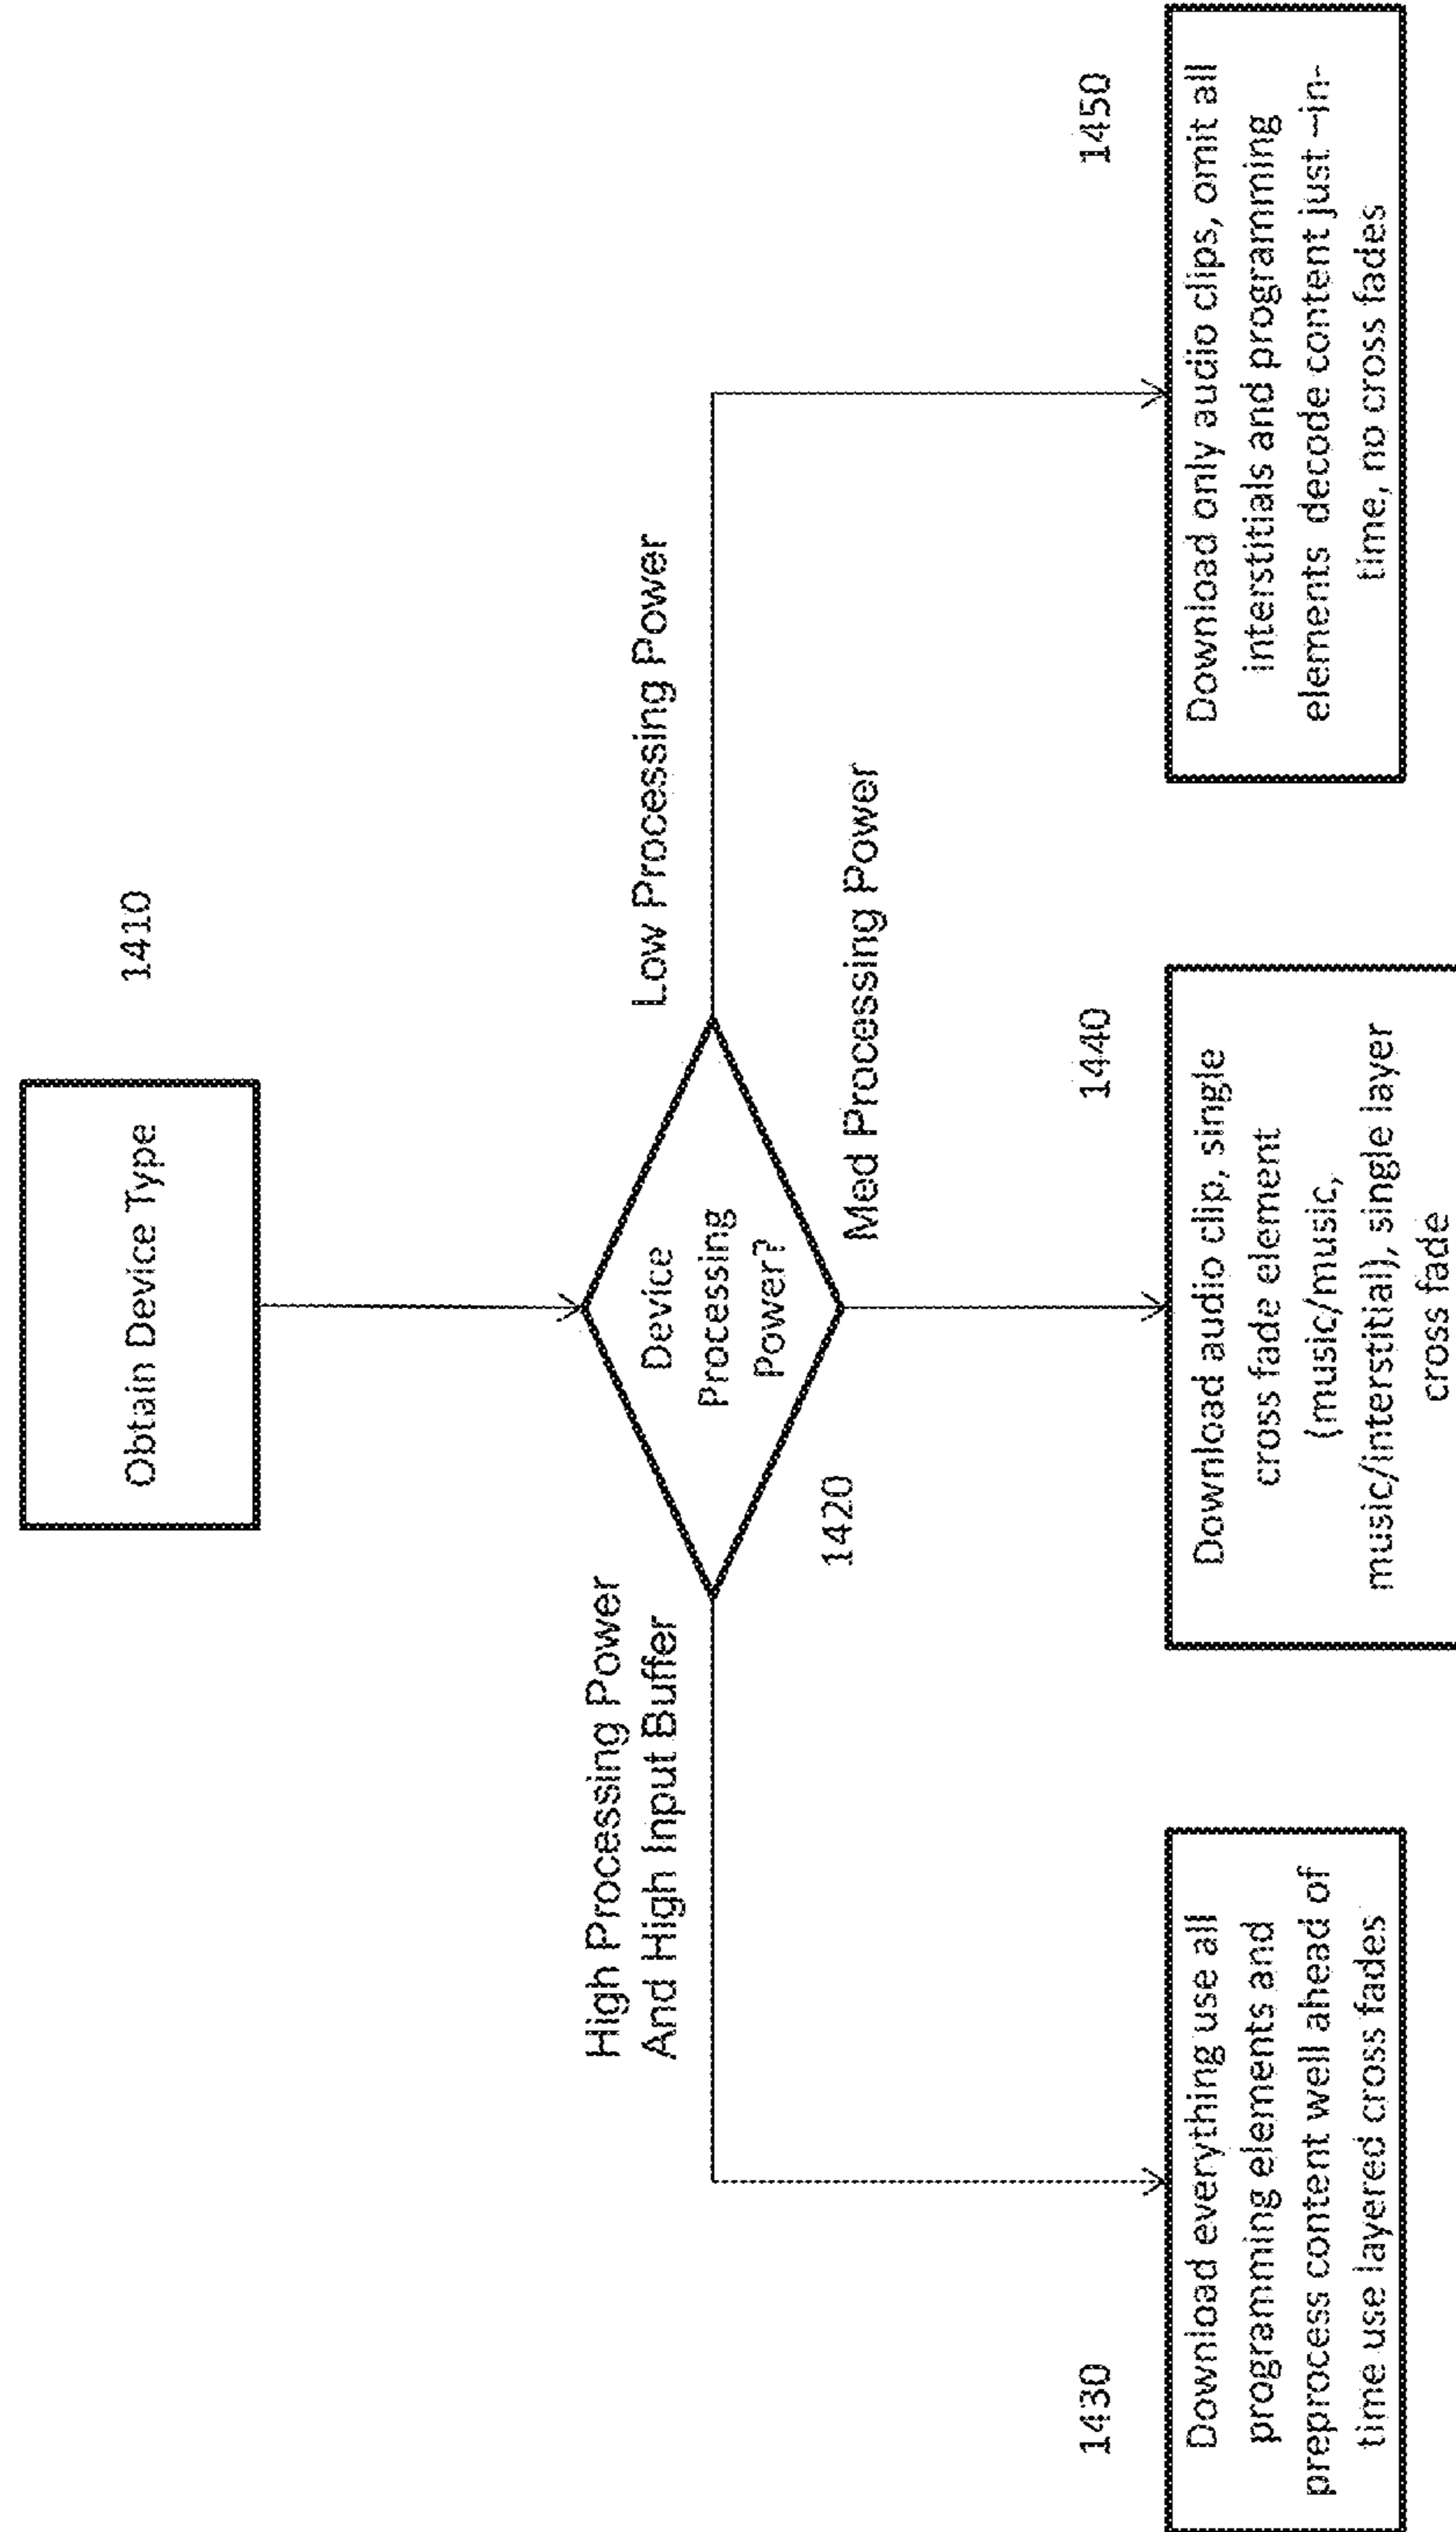 1410
Obtain Device Type
High Processing Power
And High Input Buffer
Low Processing Power
Device
Processing
Power?
1420
Med Processing Power
1430
Download everything use all
programming elements and
preprocess content well ahead of
time use layered cross fades
1440
Download audio clip, single
cross fade element
(music/music,
music/interstitial), single layer
cross fade
1450
Download only audio clips, omit all
interstitials and programming
elements decode content just –in-
time, no cross fades